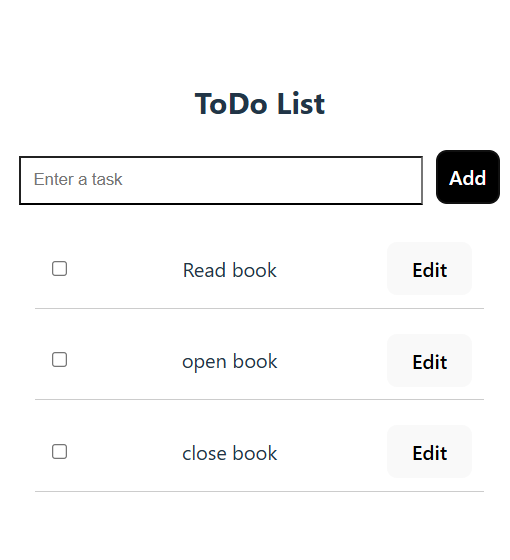 ToDo List
Enter a task Add
Read book Edit
open book Edit
close book Edit